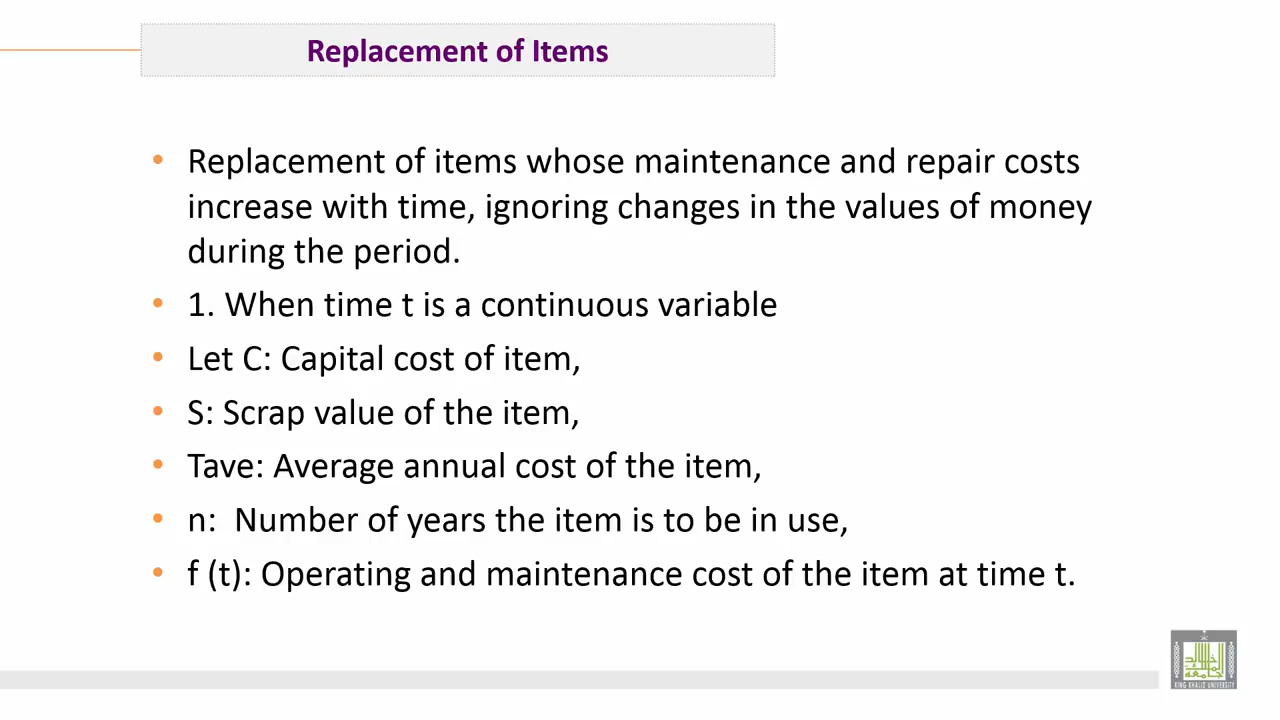 Replacement of Items
• Replacement of items whose maintenance and repair costs
increase with time, ignoring changes in the values of money
during the period.
• 1. When time t is a continuous variable
• Let C: Capital cost of item,
• S: Scrap value of the item,
• Tave: Average annual cost of the item,
• n:  Number of years the item is to be in use,
• f (t): Operating and maintenance cost of the item at time t.
KING KHALID UNIVERSITY